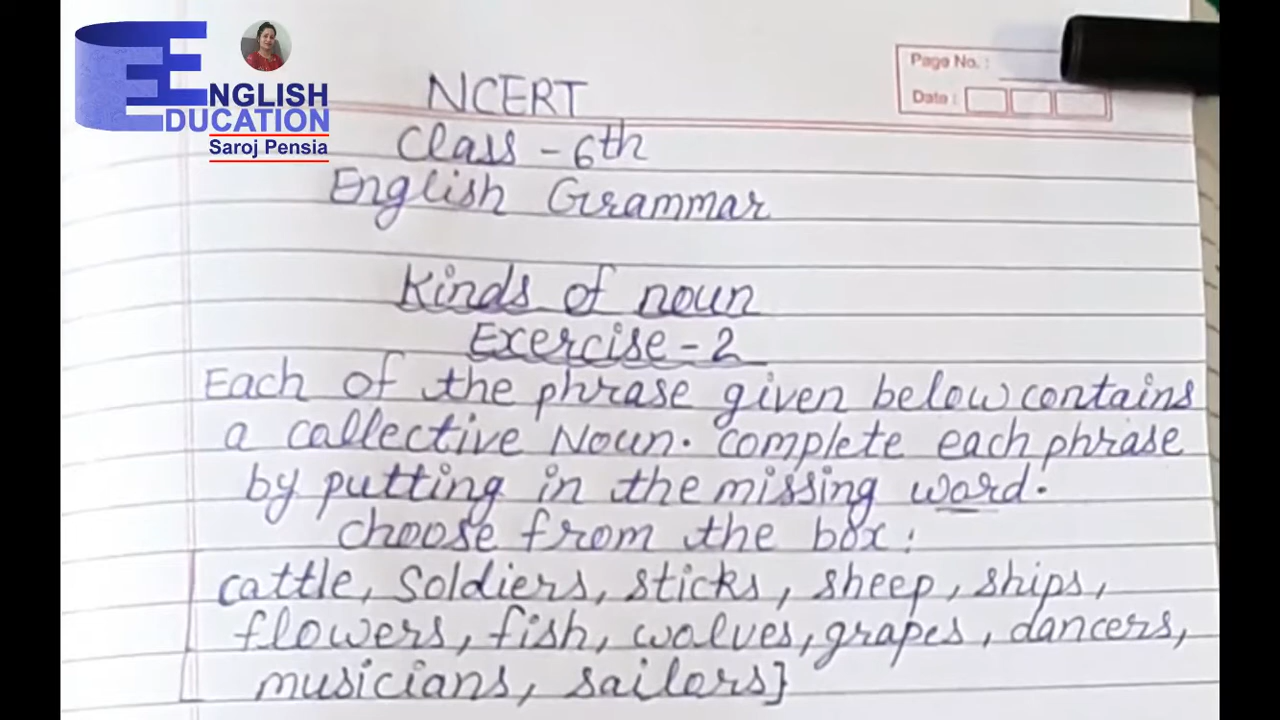 ENGLISH
EDUCATION
Saroj Pensia
Page No. :
Date :
NCERT
Class - 6th
English Grammar
Kinds of noun
Exercise - 2
Each of the phrase given below contains
a collective Noun. Complete each phrase
by putting in the missing word.
choose from the box :
[cattle, soldiers, sticks, sheep, ships,
flowers, fish, wolves, grapes, dancers,
musicians, sailors]